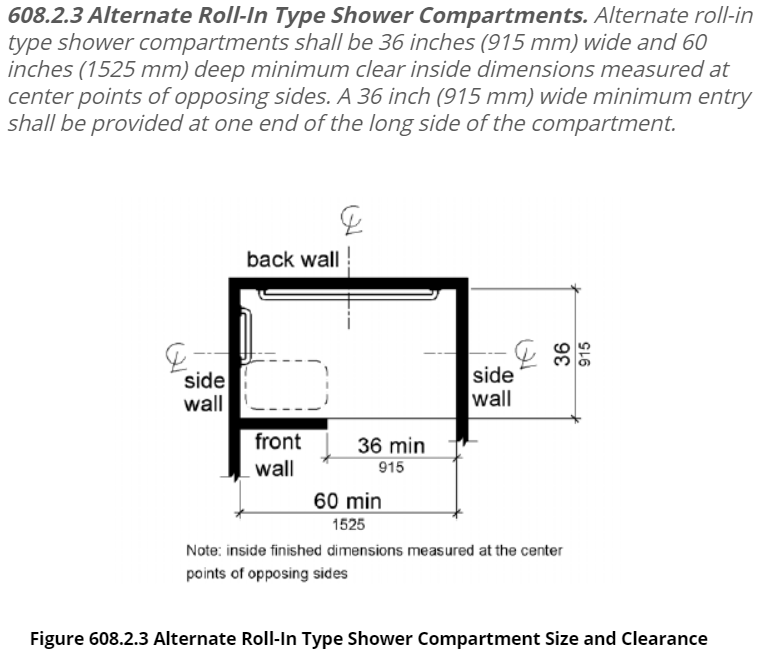 608.2.3 Alternate Roll-In Type Shower Compartments. Alternate roll-in
type shower compartments shall be 36 inches (915 mm) wide and 60
inches (1525 mm) deep minimum clear inside dimensions measured at
center points of opposing sides. A 36 inch (915 mm) wide minimum entry
shall be provided at one end of the long side of the compartment.
℄
back wall
℄
side
wall
℄
side
wall
36
915
front
wall
36 min
915
60 min
1525
Note: inside finished dimensions measured at the center
points of opposing sides
Figure 608.2.3 Alternate Roll-In Type Shower Compartment Size and Clearance